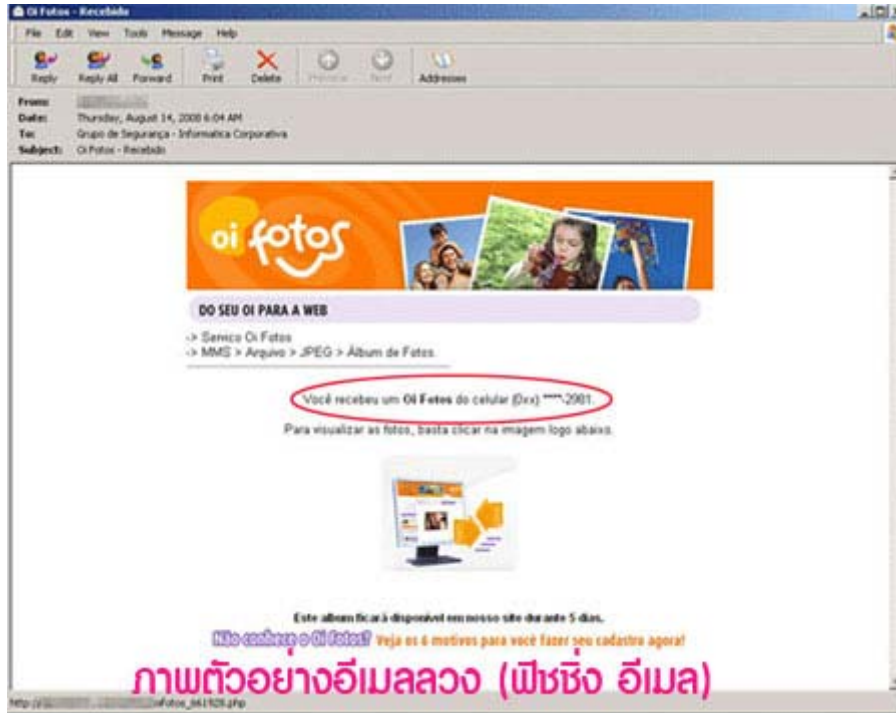 Oi Fotos - Recebido
File Edit View Tools Message Help
Reply Reply All Forward Print Delete Previous Next Addresses
From:
Date: Thursday, August 14, 2008 6:04 AM
To: Grupo de Segurança - Informatica Corporativa
Subject: Oi Fotos - Recebido
oi fotos
DO SEU OI PARA A WEB
-> Servico Oi Fotos
-> MMS > Arquivo > JPEG > Álbum de Fotos
Você recebeu um Oi Fotos do celular (0xx) ****-2981.
Para visualizar as fotos, basta clicar na imagem logo abaixo.
Este album ficará disponível em nosso site durante 5 dias.
Não conhece o Oi Fotos? Veja os 6 motivos para você fazer seu cadastro agora!
ภาพตัวอย่างอีเมลลวง (ฟิชชิ่ง อีเมล)
http://